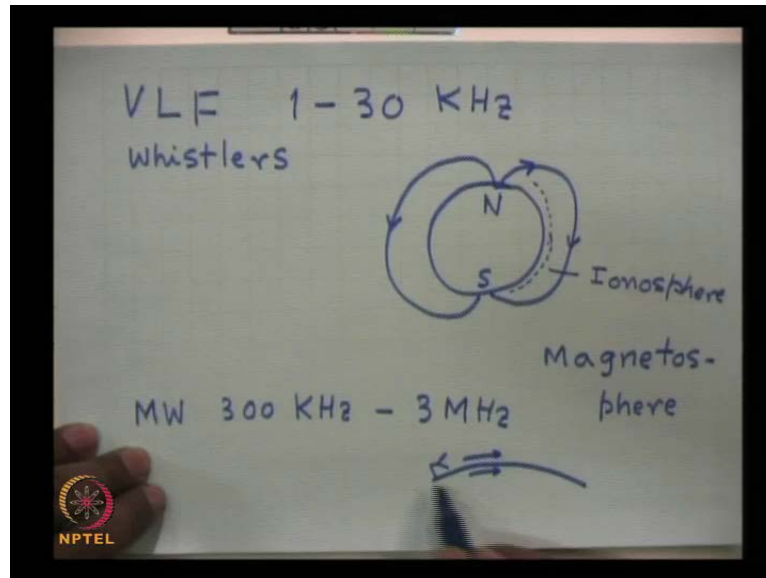 VLF 1-30 KHz
Whistlers
N
S
Ionosphere
Magnetos-
phere
MW 300 KHz - 3 MHz
NPTEL